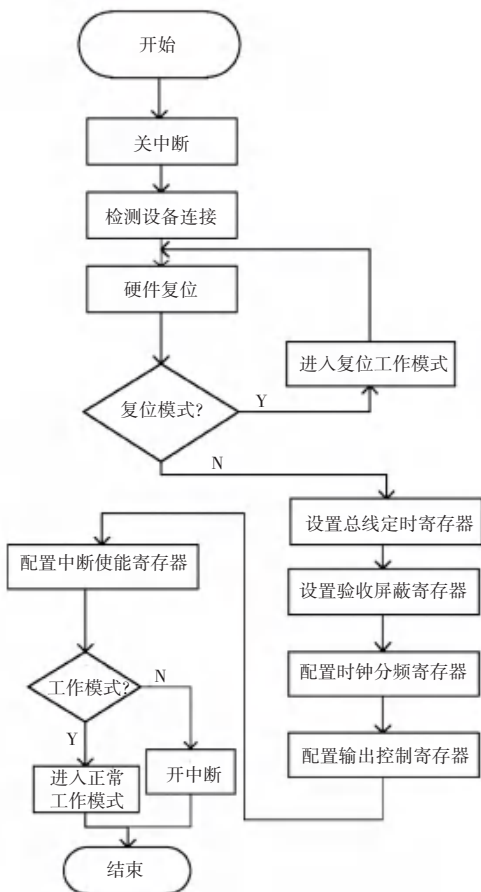 开始
关中断
检测设备连接
硬件复位
进入复位工作模式
复位模式?
Y
N
设置总线定时寄存器
配置中断使能寄存器
设置验收屏蔽寄存器
工作模式?
N
配置时钟分频寄存器
Y
配置输出控制寄存器
进入正常
工作模式
开中断
结束